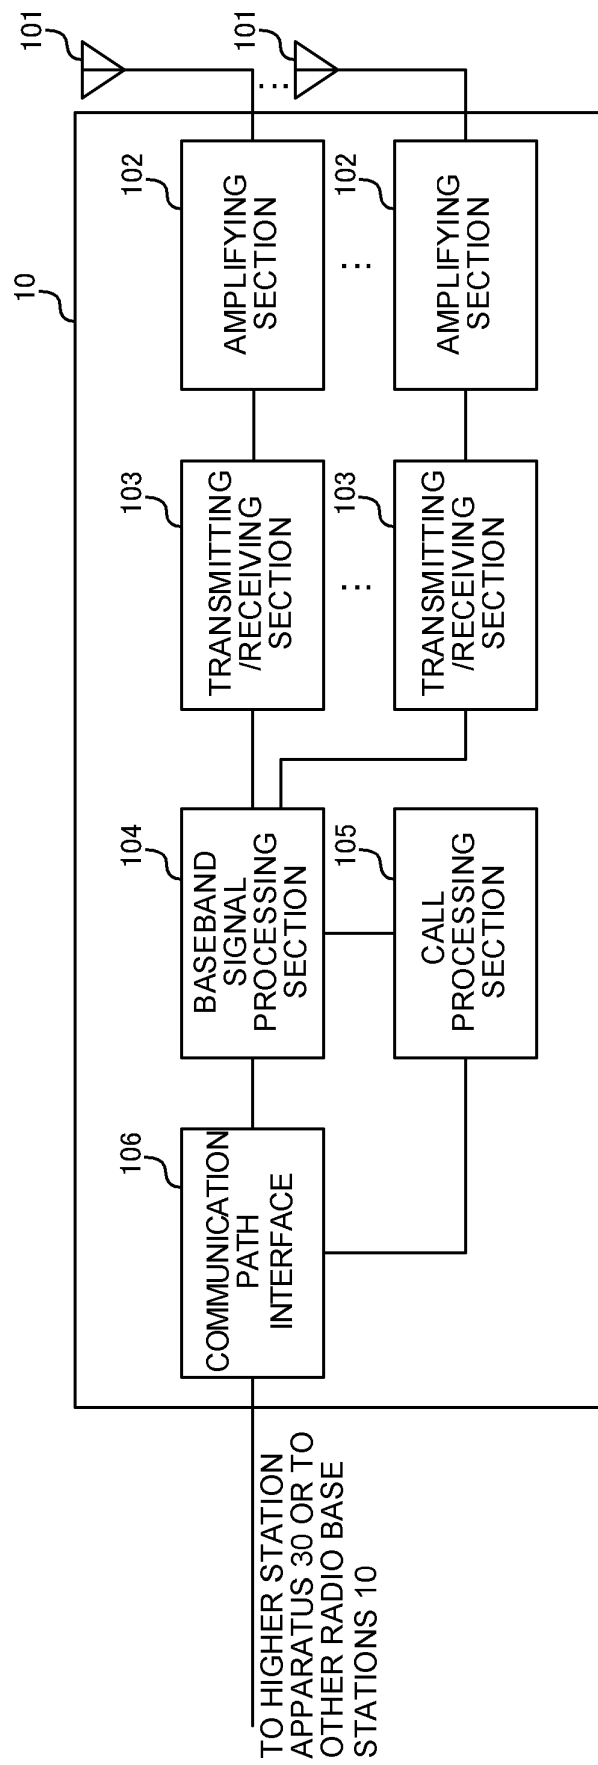 10
101
101
102
AMPLIFYING
SECTION
102
AMPLIFYING
SECTION
103
TRANSMITTING
/RECEIVING
SECTION
103
TRANSMITTING
/RECEIVING
SECTION
104
BASEBAND
SIGNAL
PROCESSING
SECTION
105
CALL
PROCESSING
SECTION
106
COMMUNICATION
PATH
INTERFACE
TO HIGHER STATION
APPARATUS 30 OR TO
OTHER RADIO BASE
STATIONS 10